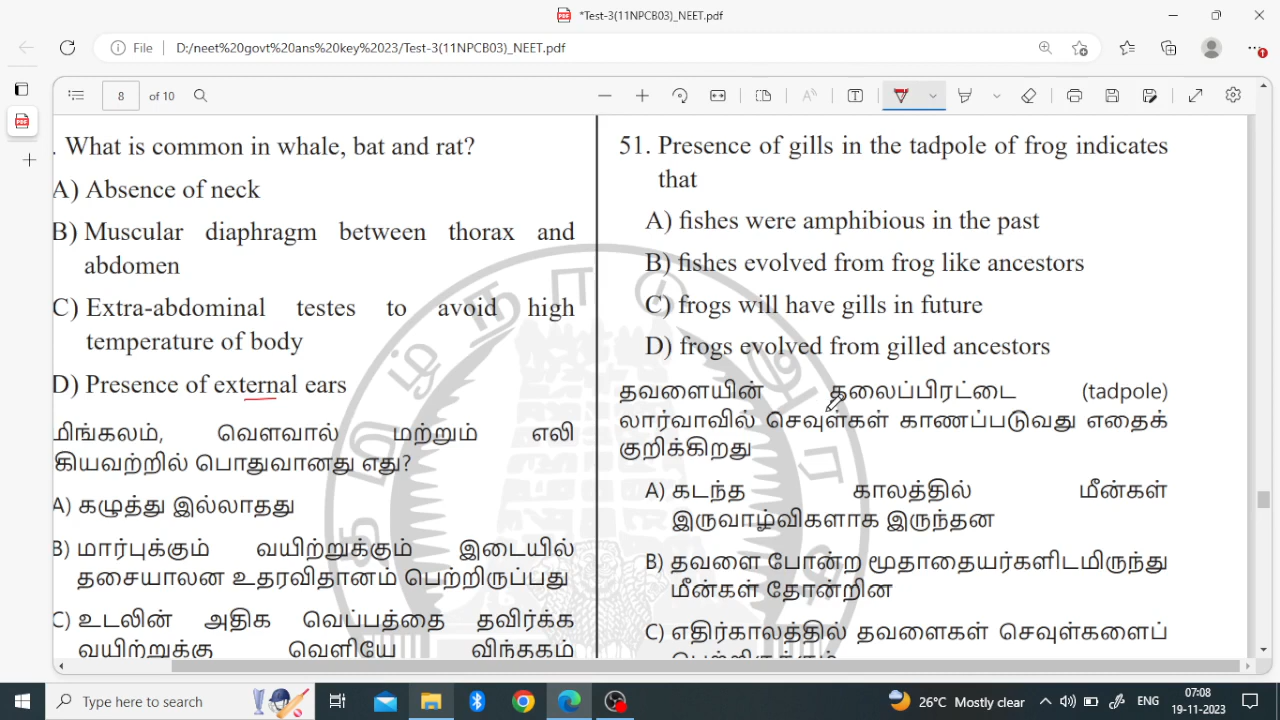 *Test-3(11NPCB03)_NEET.pdf
File
D:/neet%20govt%20ans%20key%202023/Test-3(11NPCB03)_NEET.pdf
8 of 10
. What is common in whale, bat and rat?
A) Absence of neck
B) Muscular diaphragm between thorax and
abdomen
C) Extra-abdominal testes to avoid high
temperature of body
D) Presence of external ears
மிங்கலம், வௌவால் மற்றும் எலி
கியவற்றில் பொதுவானது எது?
A) கழுத்து இல்லாதது
B) மார்புக்கும் வயிற்றுக்கும் இடையில்
தசையாலன உதரவிதானம் பெற்றிருப்பது
C) உடலின் அதிக வெப்பத்தை தவிர்க்க
வயிற்றுக்கு வெளியே விந்தகம்
51. Presence of gills in the tadpole of frog indicates
that
A) fishes were amphibious in the past
B) fishes evolved from frog like ancestors
C) frogs will have gills in future
D) frogs evolved from gilled ancestors
தவளையின் தலைப்பிரட்டை (tadpole)
லார்வாவில் செவுள்கள் காணப்படுவது எதைக்
குறிக்கிறது
A) கடந்த காலத்தில் மீன்கள்
இருவாழ்விகளாக இருந்தன
B) தவளை போன்ற மூதாதையர்களிடமிருந்து
மீன்கள் தோன்றின
C) எதிர்காலத்தில் தவளைகள் செவுள்களைப்
Type here to search
26°C Mostly clear
ENG
07:08
19-11-2023